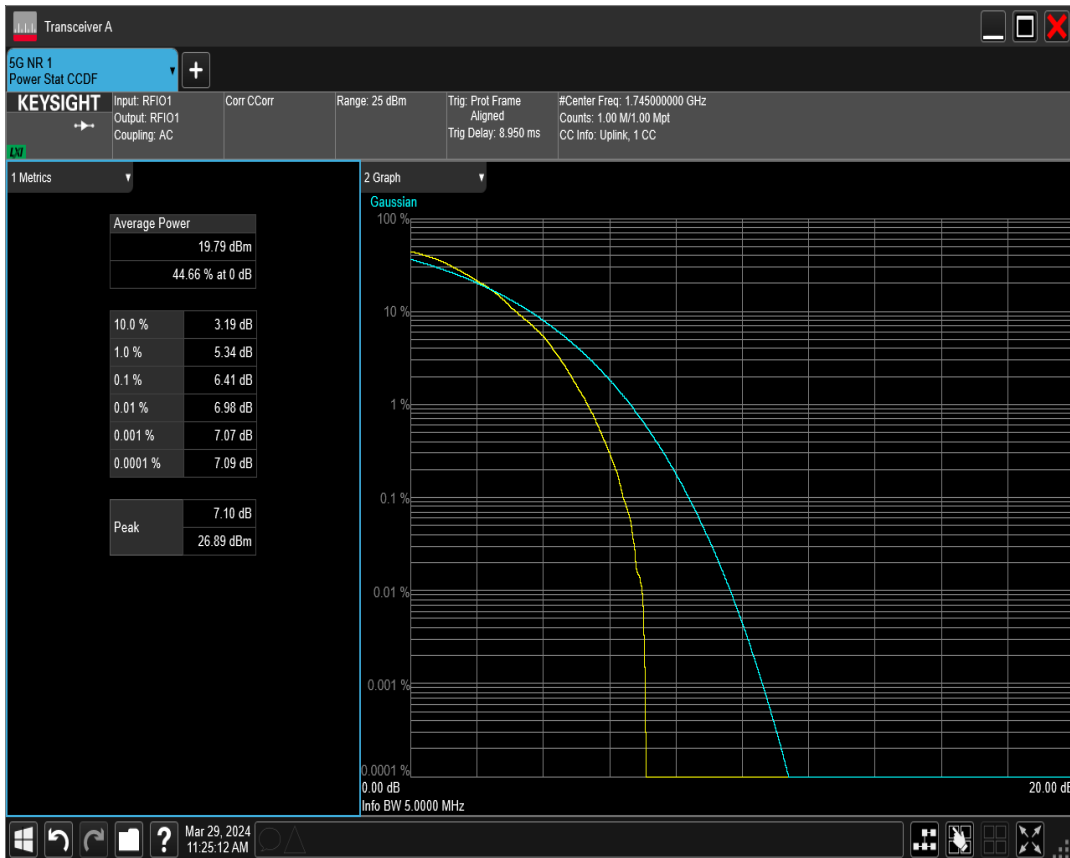 Transceiver A
5G NR 1
Power Stat CCDF
+
KEYSIGHT
LXI
Input: RFIO1
Output: RFIO1
Coupling: AC
Corr CCorr
Range: 25 dBm
Trig: Prot Frame
Aligned
Trig Delay: 8.950 ms
#Center Freq: 1.745000000 GHz
Counts: 1.00 M/1.00 Mpt
CC Info: Uplink, 1 CC
1 Metrics
Average Power
19.79 dBm
44.66 % at 0 dB
10.0 % 3.19 dB
1.0 % 5.34 dB
0.1 % 6.41 dB
0.01 % 6.98 dB
0.001 % 7.07 dB
0.0001 % 7.09 dB
Peak
7.10 dB
26.89 dBm
2 Graph
Gaussian
100 %
10 %
1 %
0.1 %
0.01 %
0.001 %
0.0001 %
0.00 dB
20.00 dB
Info BW 5.0000 MHz
?
Mar 29, 2024
11:25:12 AM